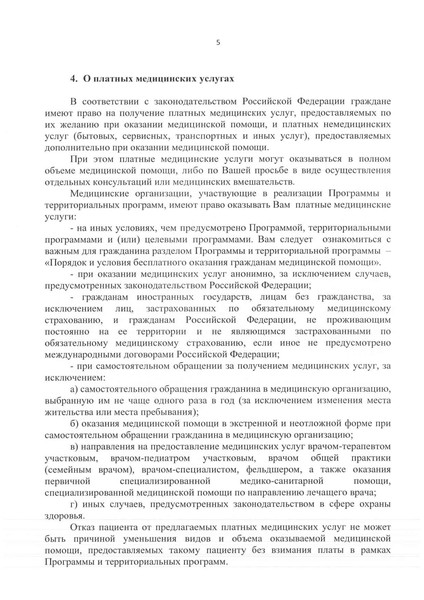 5
4. О платных медицинских услугах
В соответствии с законодательством Российской Федерации граждане
имеют право на получение платных медицинских услуг, предоставляемых по
их желанию при оказании медицинской помощи, и платных немедицинских
услуг (бытовых, сервисных, транспортных и иных услуг), предоставляемых
дополнительно при оказании медицинской помощи.
При этом платные медицинские услуги могут оказываться в полном
объеме медицинской помощи, либо по Вашей просьбе в виде осуществления
отдельных консультаций или медицинских вмешательств.
Медицинские организации, участвующие в реализации Программы и
территориальных программ, имеют право оказывать Вам платные медицинские
услуги:
- на иных условиях, чем предусмотрено Программой, территориальными
программами и (или) целевыми программами. Вам следует ознакомиться с
важным для гражданина разделом Программы и территориальной программы –
«Порядок и условия бесплатного оказания гражданам медицинской помощи».
- при оказании медицинских услуг анонимно, за исключением случаев,
предусмотренных законодательством Российской Федерации;
- гражданам иностранных государств, лицам без гражданства, за
исключением лиц, застрахованных по обязательному медицинскому
страхованию, и гражданам Российской Федерации, не проживающим
постоянно на ее территории и не являющимся застрахованными по
обязательному медицинскому страхованию, если иное не предусмотрено
международными договорами Российской Федерации;
- при самостоятельном обращении за получением медицинских услуг, за
исключением:
а) самостоятельного обращения гражданина в медицинскую организацию,
выбранную им не чаще одного раза в год (за исключением изменения места
жительства или места пребывания);
б) оказания медицинской помощи в экстренной и неотложной форме при
самостоятельном обращении гражданина в медицинскую организацию;
в) направления на предоставление медицинских услуг врачом-терапевтом
участковым, врачом-педиатром участковым, врачом общей практики
(семейным врачом), врачом-специалистом, фельдшером, а также оказания
первичной специализированной медико-санитарной помощи,
специализированной медицинской помощи по направлению лечащего врача;
г) иных случаев, предусмотренных законодательством в сфере охраны
здоровья.
Отказ пациента от предлагаемых платных медицинских услуг не может
быть причиной уменьшения видов и объема оказываемой медицинской
помощи, предоставляемых такому пациенту без взимания платы в рамках
Программы и территориальных программ.